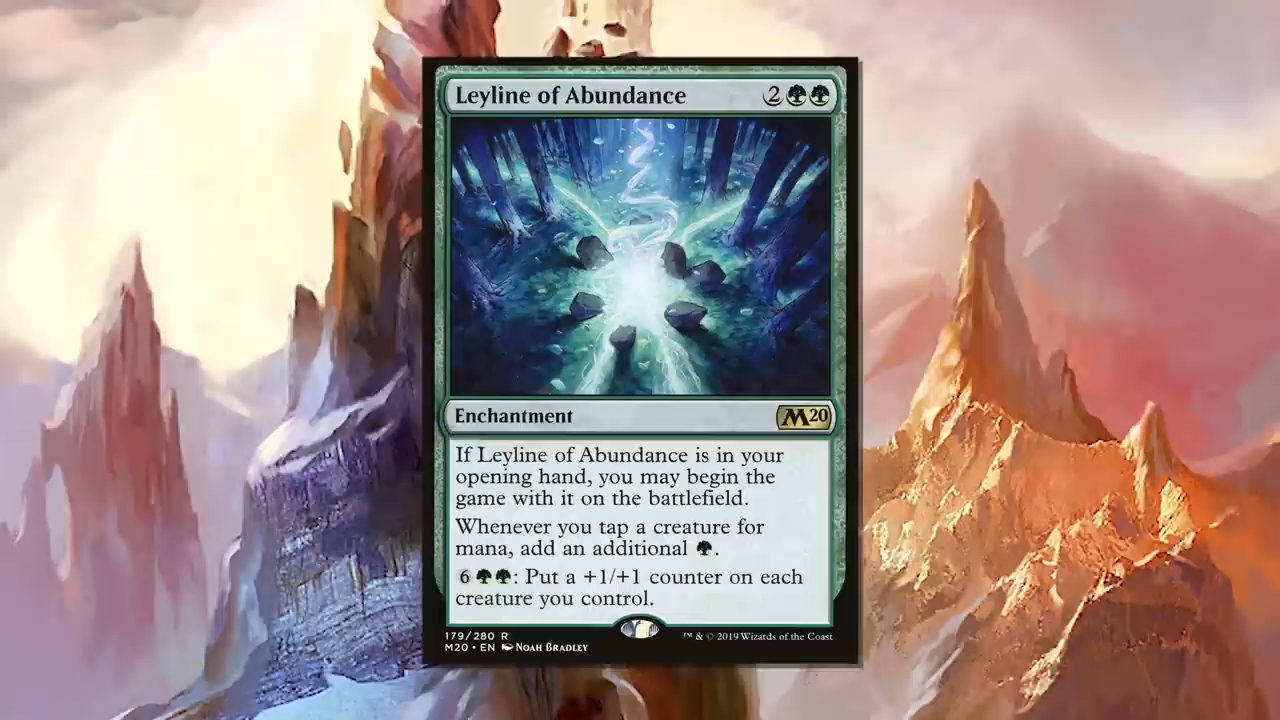 Leyline of Abundance 2
Enchantment M20
If Leyline of Abundance is in your
opening hand, you may begin the
game with it on the battlefield.
Whenever you tap a creature for
mana, add an additional .
6 : Put a +1/+1 counter on each
creature you control.
179/280 R ™ & © 2019 Wizards of the Coast
M20 • EN Noah Bradley